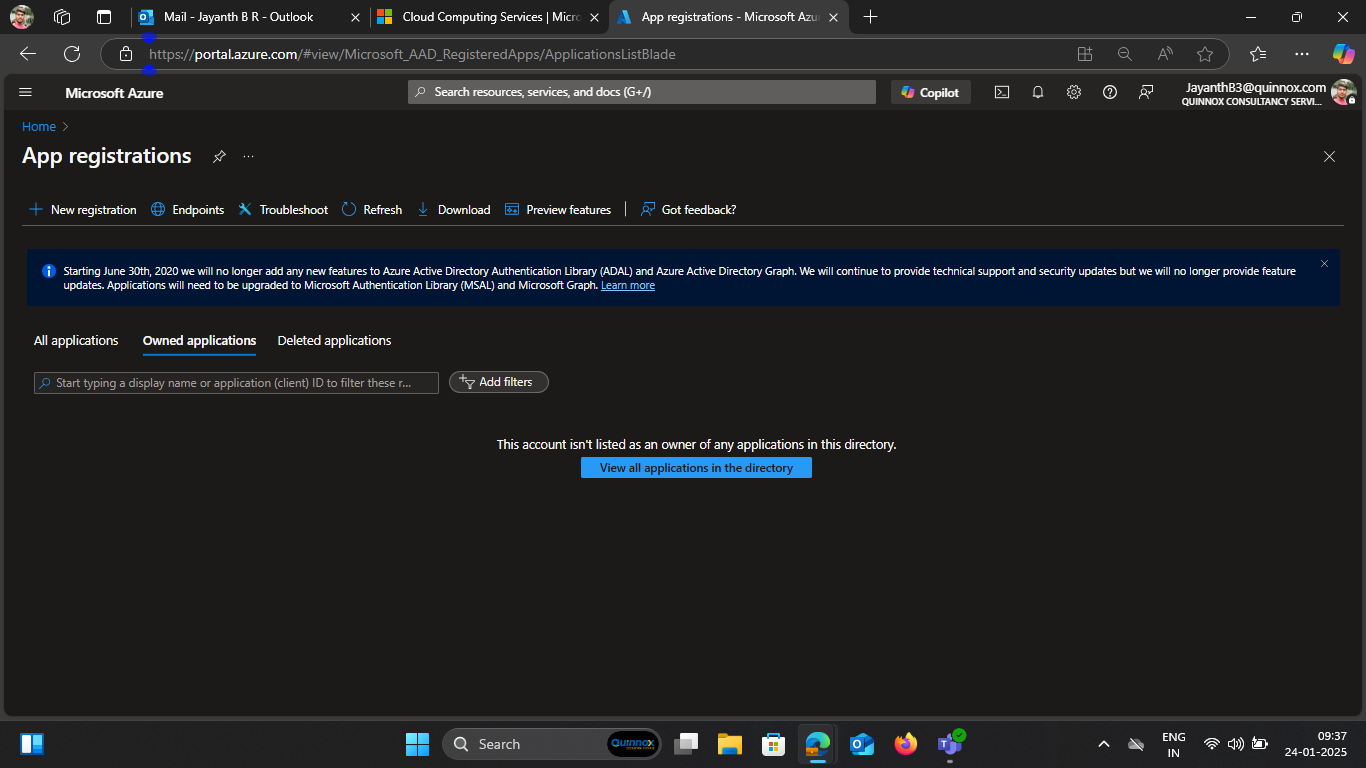 Mail - Jayanth B R - Outlook
Cloud Computing Services | Micro
App registrations - Microsoft Azu
https://portal.azure.com/#view/Microsoft_AAD_RegisteredApps/ApplicationsListBlade
Microsoft Azure
Search resources, services, and docs (G+/)
Copilot
JayanthB3@quinnox.com
QUINNOX CONSULTANCY SERVI...
Home
App registrations
New registration
Endpoints
Troubleshoot
Refresh
Download
Preview features
Got feedback?
Starting June 30th, 2020 we will no longer add any new features to Azure Active Directory Authentication Library (ADAL) and Azure Active Directory Graph. We will continue to provide technical support and security updates but we will no longer provide feature
updates. Applications will need to be upgraded to Microsoft Authentication Library (MSAL) and Microsoft Graph. Learn more
All applications
Owned applications
Deleted applications
Start typing a display name or application (client) ID to filter these r...
Add filters
This account isn't listed as an owner of any applications in this directory.
View all applications in the directory
Search
Quinnox
ENG
IN
09:37
24-01-2025